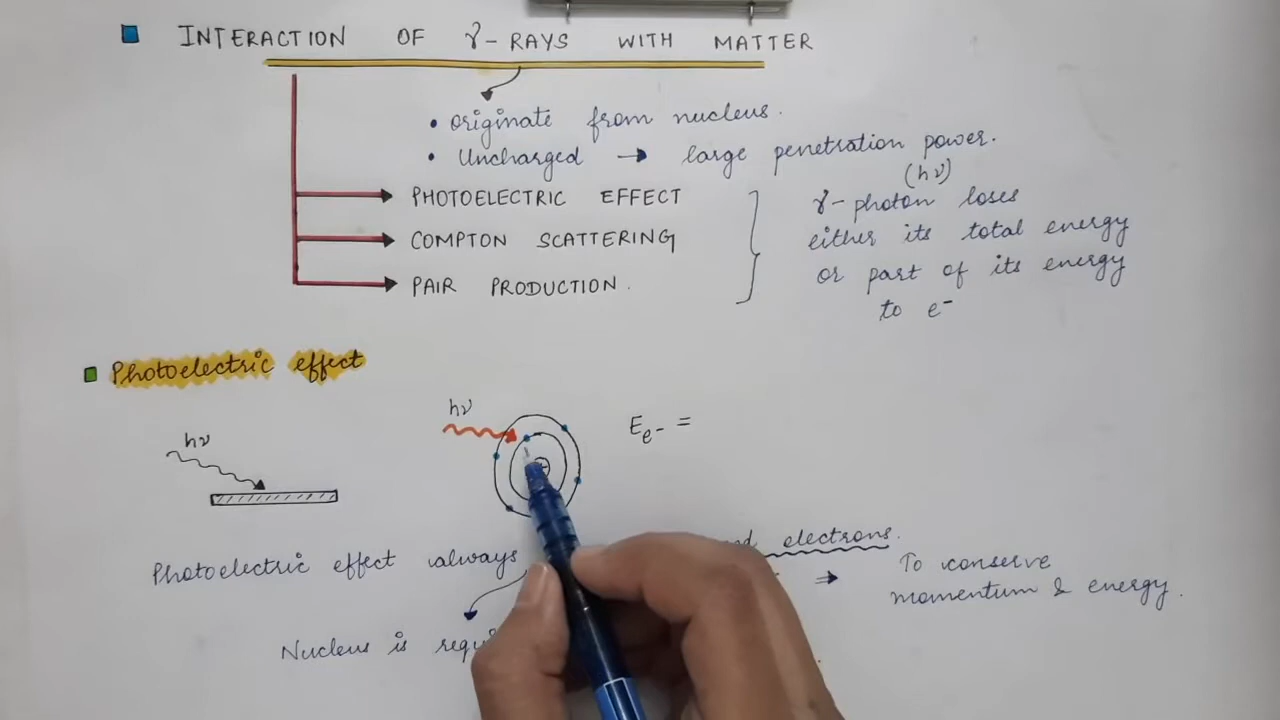 INTERACTION OF γ-RAYS WITH MATTER
• originate from nucleus.
• Uncharged → large penetration power.
(hν)
PHOTOELECTRIC EFFECT
COMPTON SCATTERING
PAIR PRODUCTION.
γ-photon loses
either its total energy
or part of its energy
to e⁻
Photoelectric effect
hν
hν
E e⁻ =
Photoelectric effect always electrons.
Nucleus is
→ To conserve
momentum & energy.